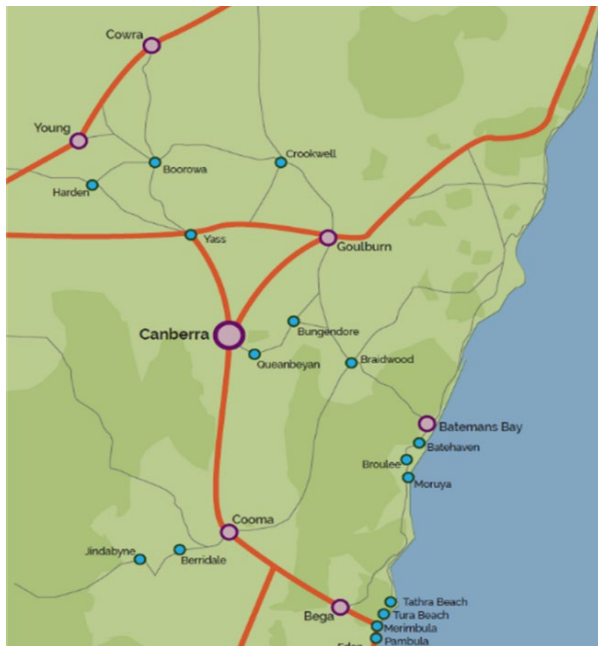 Cowra
Young
Crookwell
Boorowa
Harden
Yass
Goulburn
Canberra
Bungendore
Queanbeyan
Braidwood
Batemans Bay
Batehaven
Broulee
Moruya
Cooma
Jindabyne
Berridale
Tathra Beach
Bega
Tura Beach
Merimbula
Pambula